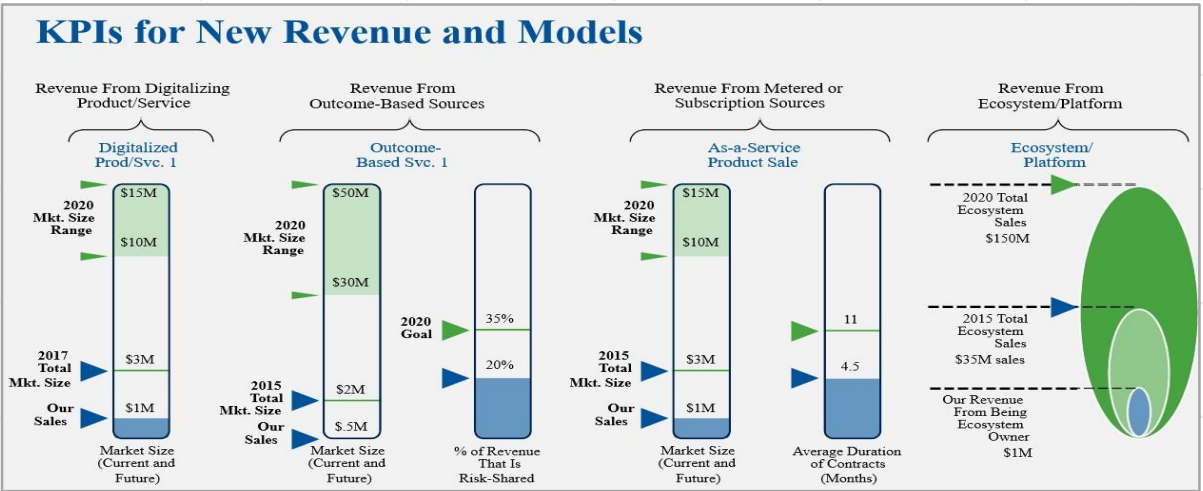 KPIs for New Revenue and Models
Revenue From Digitalizing
Product/Service
Digitalized
Prod/Svc. 1
2020
Mkt. Size
Range
$15M
$10M
2017
Total
Mkt. Size
$3M
Our
Sales
$1M
Market Size
(Current and
Future)
Revenue From
Outcome-Based Sources
Outcome-
Based Svc. 1
2020
Mkt. Size
Range
$50M
$30M
2015
Total
Mkt. Size
$2M
Our
Sales
$.5M
Market Size
(Current and
Future)
2020
Goal
35%
20%
% of Revenue
That Is
Risk-Shared
Revenue From Metered or
Subscription Sources
As-a-Service
Product Sale
2020
Mkt. Size
Range
$15M
$10M
2015
Total
Mkt. Size
$3M
Our
Sales
$1M
Market Size
(Current and
Future)
11
4.5
Average Duration
of Contracts
(Months)
Revenue From
Ecosystem/Platform
Ecosystem/
Platform
2020 Total
Ecosystem
Sales
$150M
2015 Total
Ecosystem
Sales
$35M sales
Our Revenue
From Being
Ecosystem
Owner
$1M